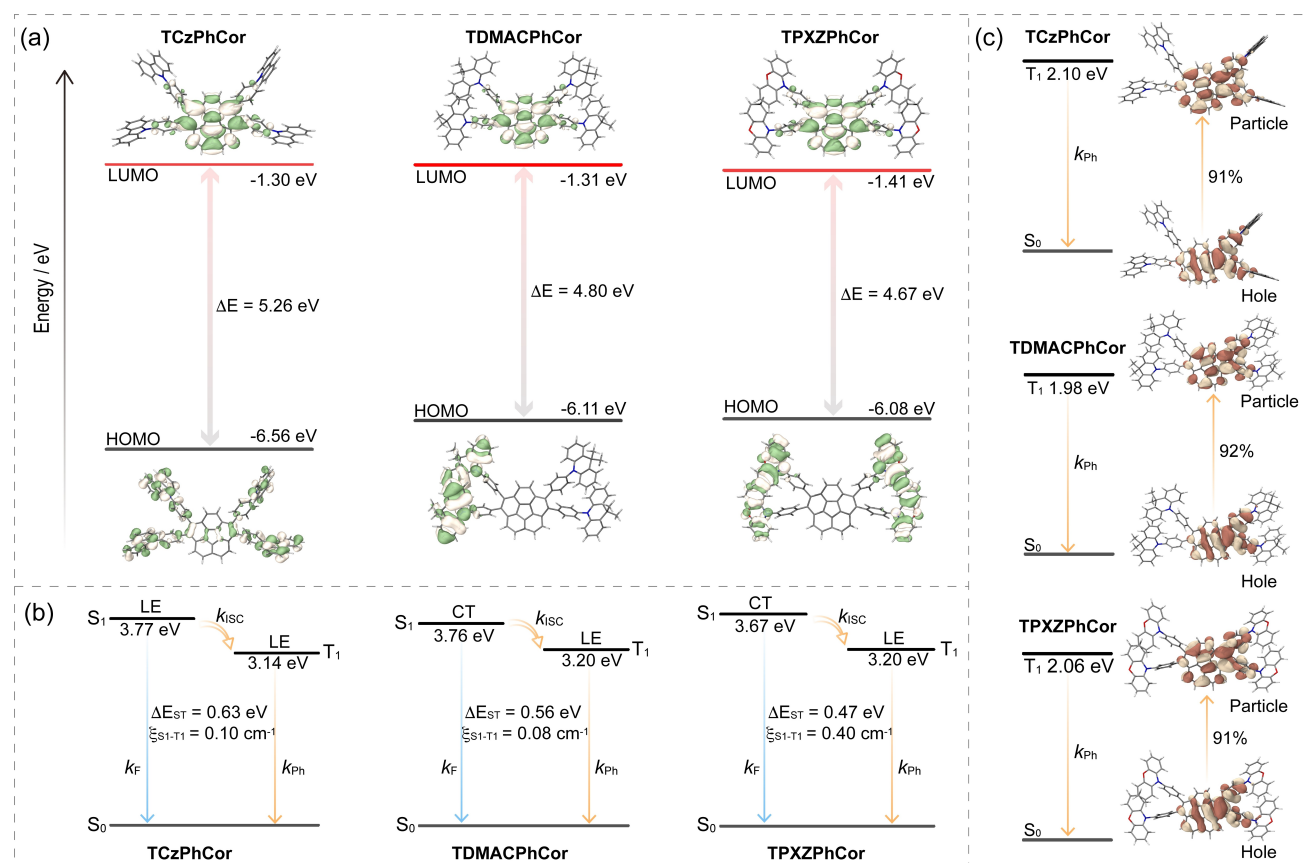 (a)
TCzPhCor
TDMACPhCor
TPXZPhCor
Energy / eV
LUMO
-1.30 eV
LUMO
-1.31 eV
LUMO
-1.41 eV
ΔE = 5.26 eV
ΔE = 4.80 eV
ΔE = 4.67 eV
HOMO
-6.56 eV
HOMO
-6.11 eV
HOMO
-6.08 eV
(b)
S1
LE
3.77 eV
kISC
LE
3.14 eV
T1
ΔEST = 0.63 eV
ξS1-T1 = 0.10 cm-1
kF
kPh
S0
TCzPhCor
S1
CT
3.76 eV
kISC
LE
3.20 eV
T1
ΔEST = 0.56 eV
ξS1-T1 = 0.08 cm-1
kF
kPh
S0
TDMACPhCor
S1
CT
3.67 eV
kISC
LE
3.20 eV
T1
ΔEST = 0.47 eV
ξS1-T1 = 0.40 cm-1
kF
kPh
S0
TPXZPhCor
(c)
TCzPhCor
T1 2.10 eV
Particle
kPh
91%
S0
Hole
TDMACPhCor
T1 1.98 eV
Particle
kPh
92%
S0
Hole
TPXZPhCor
T1 2.06 eV
Particle
kPh
91%
S0
Hole